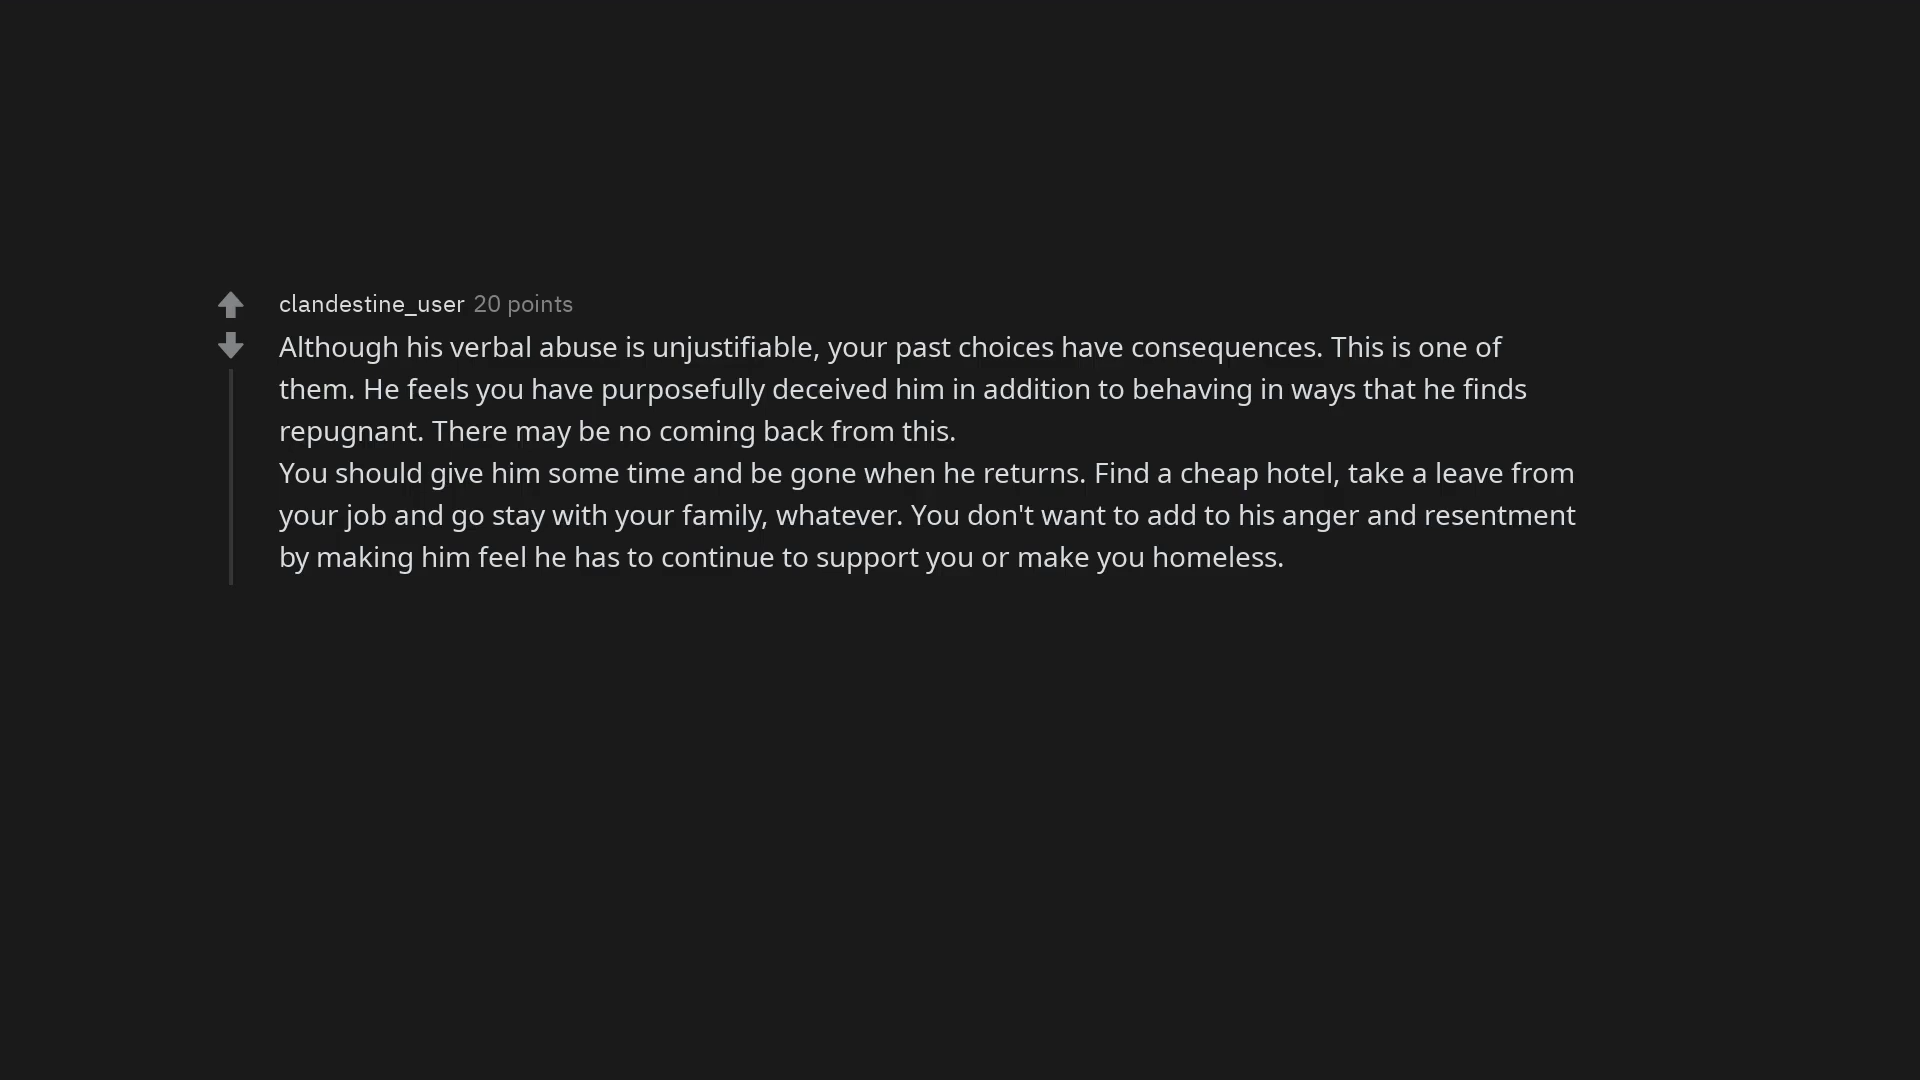 clandestine_user 20 points
Although his verbal abuse is unjustifiable, your past choices have consequences. This is one of
them. He feels you have purposefully deceived him in addition to behaving in ways that he finds
repugnant. There may be no coming back from this.
You should give him some time and be gone when he returns. Find a cheap hotel, take a leave from
your job and go stay with your family, whatever. You don't want to add to his anger and resentment
by making him feel he has to continue to support you or make you homeless.